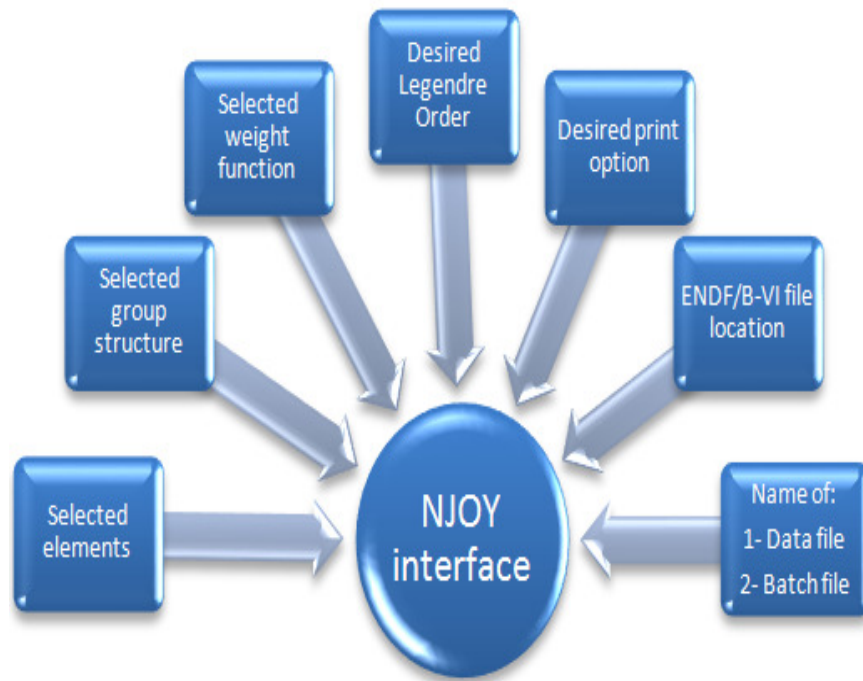 Selected
elements
Selected
group
structure
Selected
weight
function
Desired
Legendre
Order
Desired print
option
ENDF/B-VI file
location
Name of:
1- Data file
2- Batch file
NJOY
interface